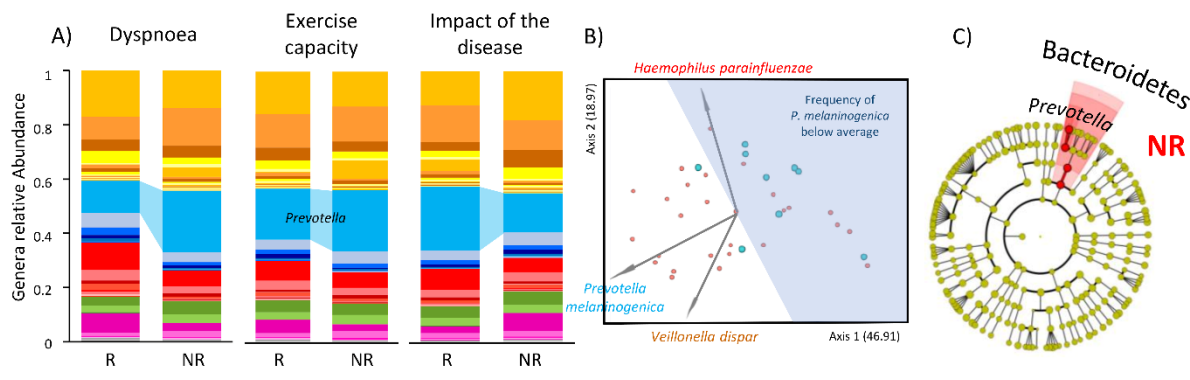 A)
Dyspnoea
Exercise
capacity
Impact of the
disease
Genera relative Abundance
1
0.8
0.6
0.4
0.2
0
Prevotella
R
NR
R
NR
R
NR
B)
Haemophilus parainfluenzae
Frequency of
P. melaninogenica
below average
Axis 2 (18.97)
Prevotella
melaninogenica
Veillonella dispar
Axis 1 (46.91)
C)
Bacteroidetes
Prevotella
NR